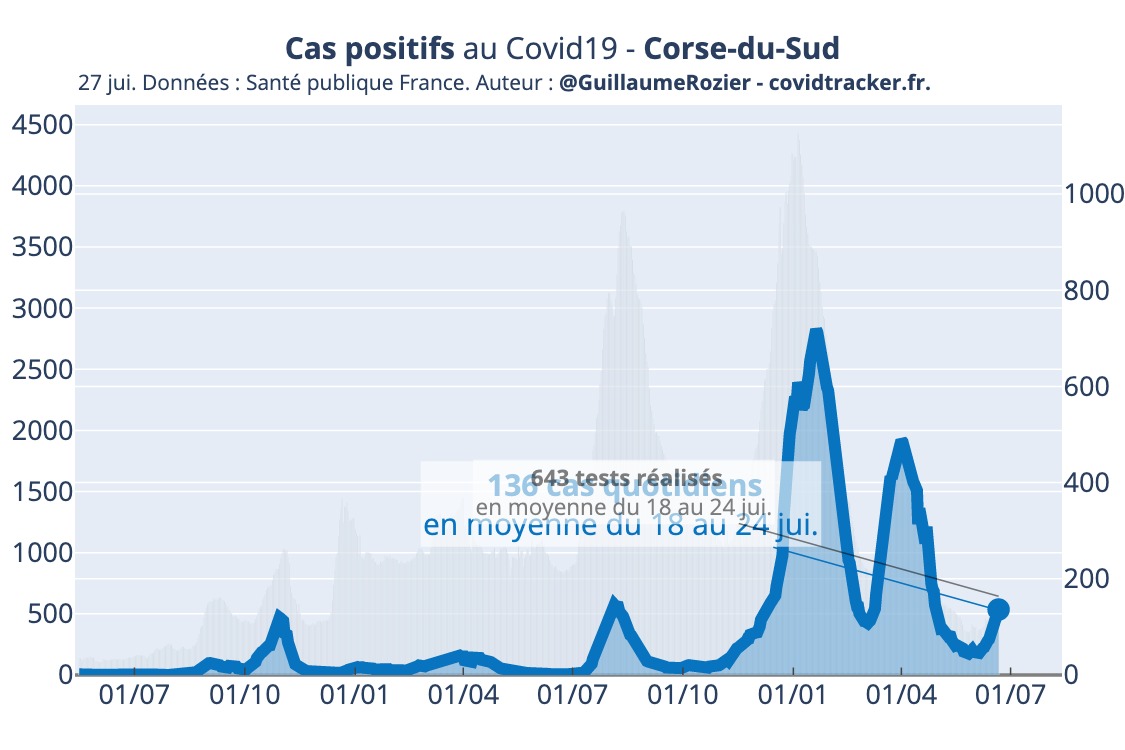 Cas positifs au Covid19 - Corse-du-Sud
27 jui. Données : Santé publique France. Auteur : @GuillaumeRozier - covidtracker.fr.
4500
4000
3500
3000
2500
2000
1500
1000
500
0
1000
800
600
400
200
0
643 tests réalisés
136 cas quotidiens
en moyenne du 18 au 24 jui.
en moyenne du 18 au 24 jui.
01/07 01/10 01/01 01/04 01/07 01/10 01/01 01/04 01/07